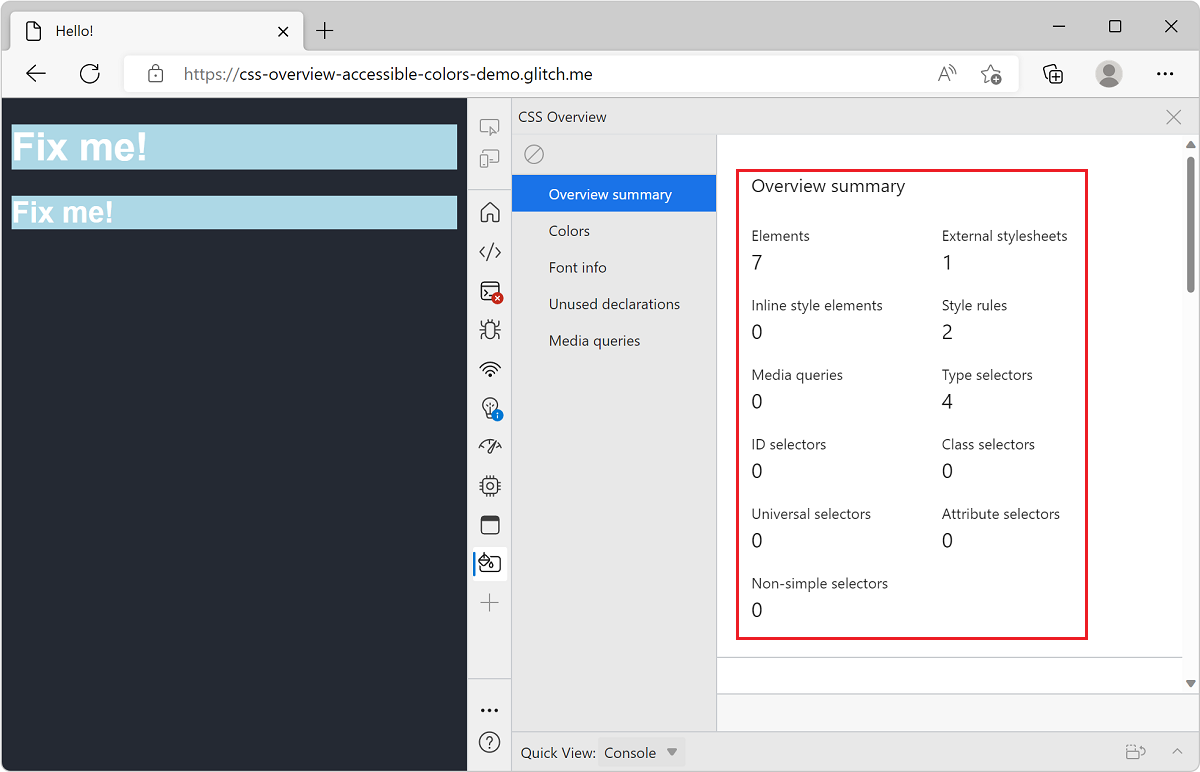 Hello!
https://css-overview-accessible-colors-demo.glitch.me
Fix me!
Fix me!
CSS Overview
Overview summary
Colors
Font info
Unused declarations
Media queries
Overview summary
Elements External stylesheets
7 1
Inline style elements Style rules
0 2
Media queries Type selectors
0 4
ID selectors Class selectors
0 0
Universal selectors Attribute selectors
0 0
Non-simple selectors
0
Quick View: Console